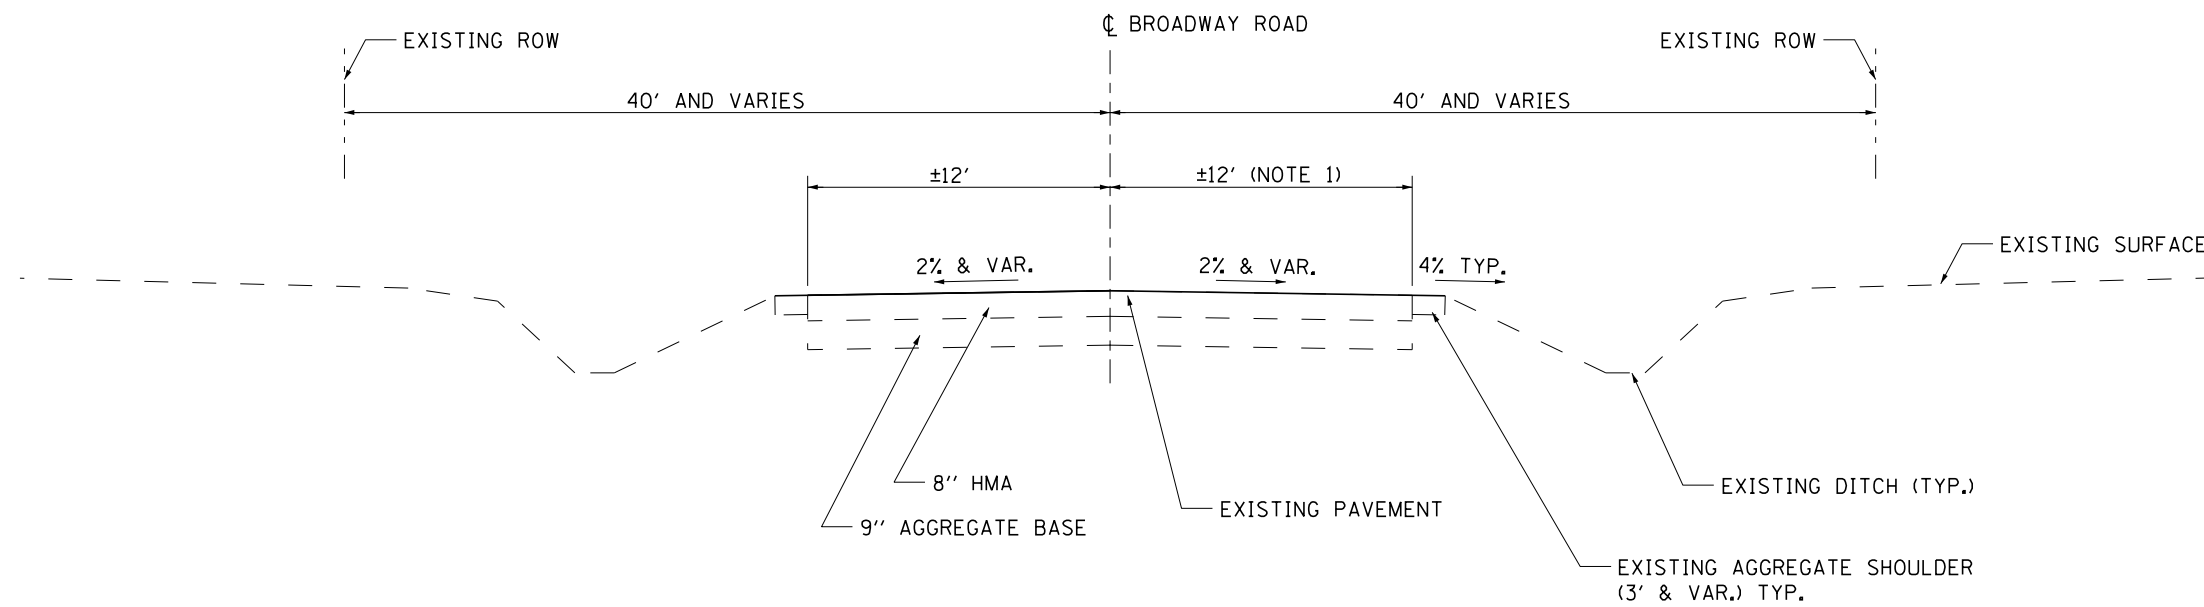 ℄ BROADWAY ROAD
EXISTING ROW
EXISTING ROW
40' AND VARIES
40' AND VARIES
±12'
±12' (NOTE 1)
2% & VAR.
2% & VAR.
4% TYP.
EXISTING SURFACE
8'' HMA
9'' AGGREGATE BASE
EXISTING PAVEMENT
EXISTING DITCH (TYP.)
EXISTING AGGREGATE SHOULDER
(3' & VAR.) TYP.